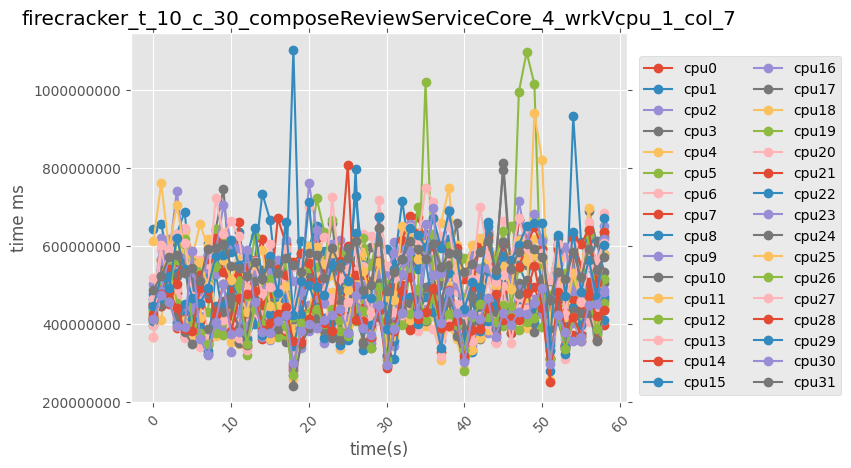 firecracker_t_10_c_30_composeReviewServiceCore_4_wrkVcpu_1_col_7
time ms
1000000000
800000000
600000000
400000000
200000000
0
10
20
30
40
50
60
time(s)
cpu0
cpu1
cpu2
cpu3
cpu4
cpu5
cpu6
cpu7
cpu8
cpu9
cpu10
cpu11
cpu12
cpu13
cpu14
cpu15
cpu16
cpu17
cpu18
cpu19
cpu20
cpu21
cpu22
cpu23
cpu24
cpu25
cpu26
cpu27
cpu28
cpu29
cpu30
cpu31